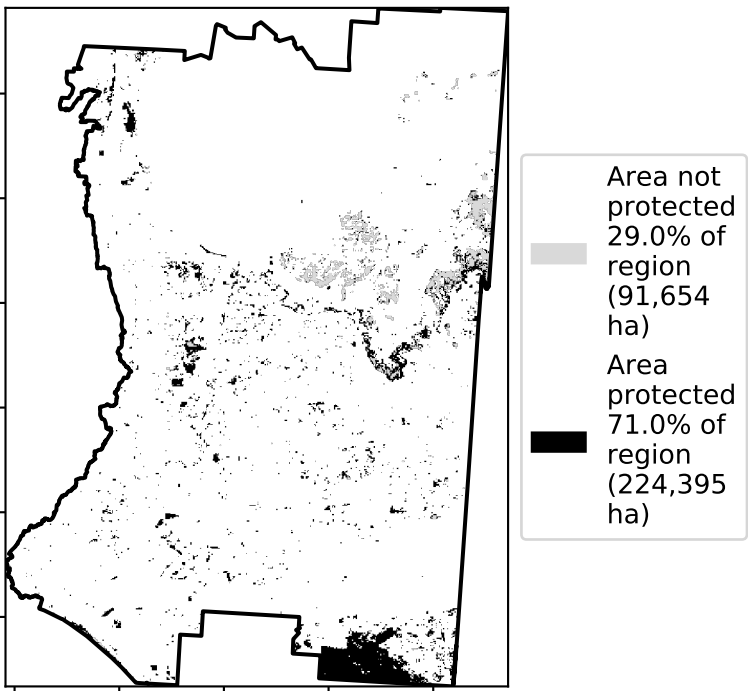 Area not
protected
29.0% of
region
(91,654
ha)
Area
protected
71.0% of
region
(224,395
ha)